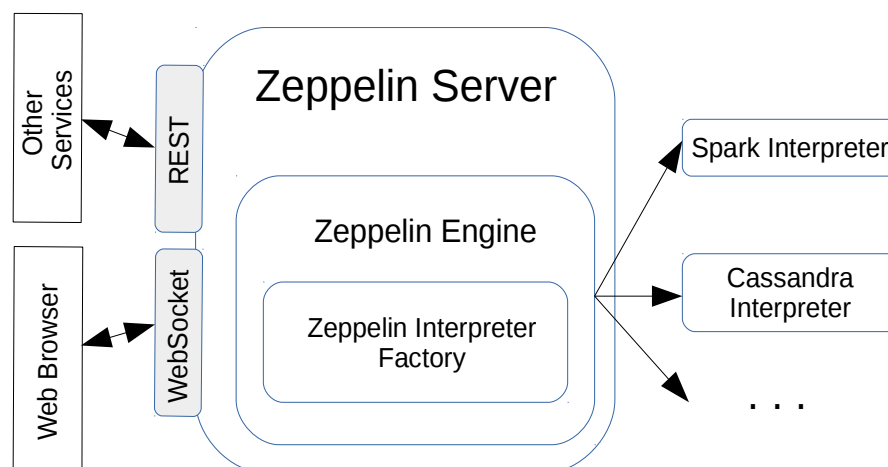 Other
Services
REST
Web Browser
WebSocket
Zeppelin Server
Zeppelin Engine
Zeppelin Interpreter
Factory
Spark Interpreter
Cassandra
Interpreter
. . .